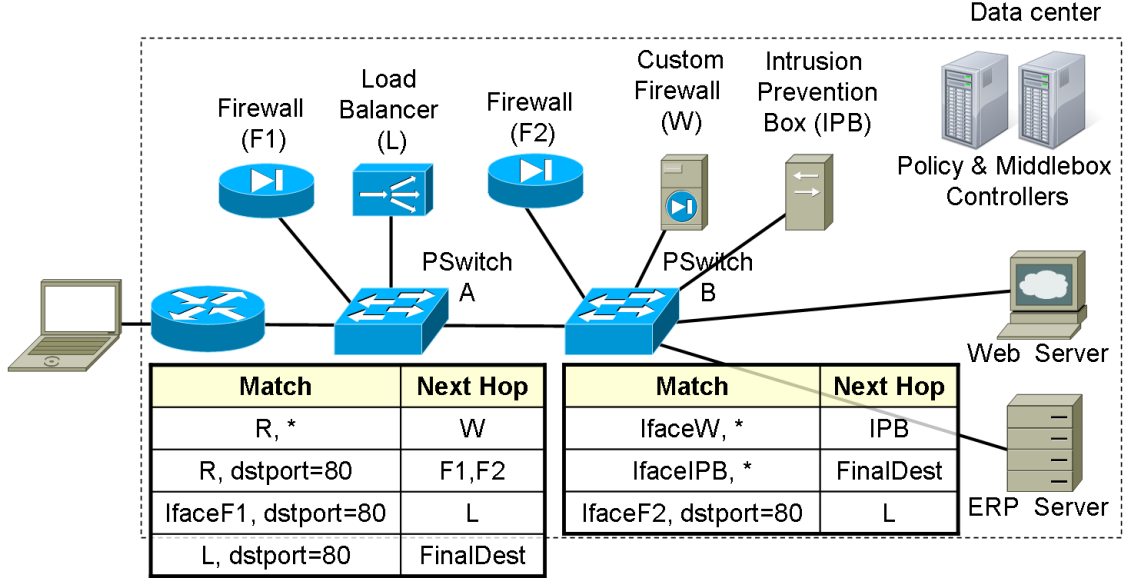 Data center
Firewall
(F1)
Load
Balancer
(L)
Firewall
(F2)
Custom
Firewall
(W)
Intrusion
Prevention
Box (IPB)
Policy & Middlebox
Controllers
PSwitch
A
PSwitch
B
Web Server
ERP Server
Match Next Hop
R, * W
R, dstport=80 F1,F2
IfaceF1, dstport=80 L
L, dstport=80 FinalDest
Match Next Hop
IfaceW, * IPB
IfaceIPB, * FinalDest
IfaceF2, dstport=80 L